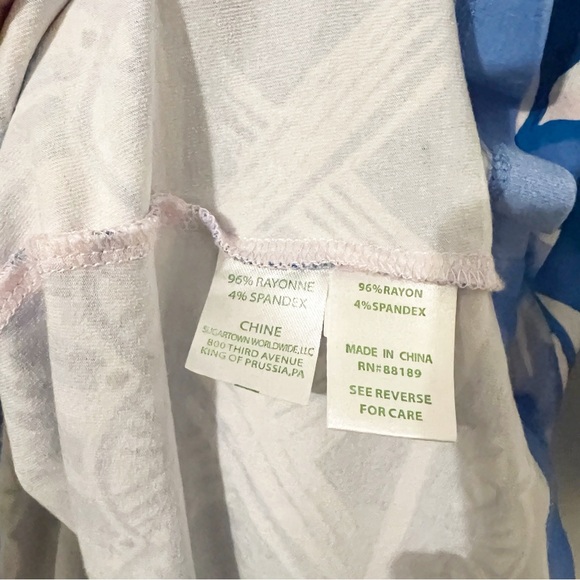 96% RAYONNE
4% SPANDEX
CHINE
SUGARTOWN WORLDWIDE, LLC
800 THIRD AVENUE
KING OF PRUSSIA, PA
96%RAYON
4%SPANDEX
MADE IN CHINA
RN#88189
SEE REVERSE
FOR CARE